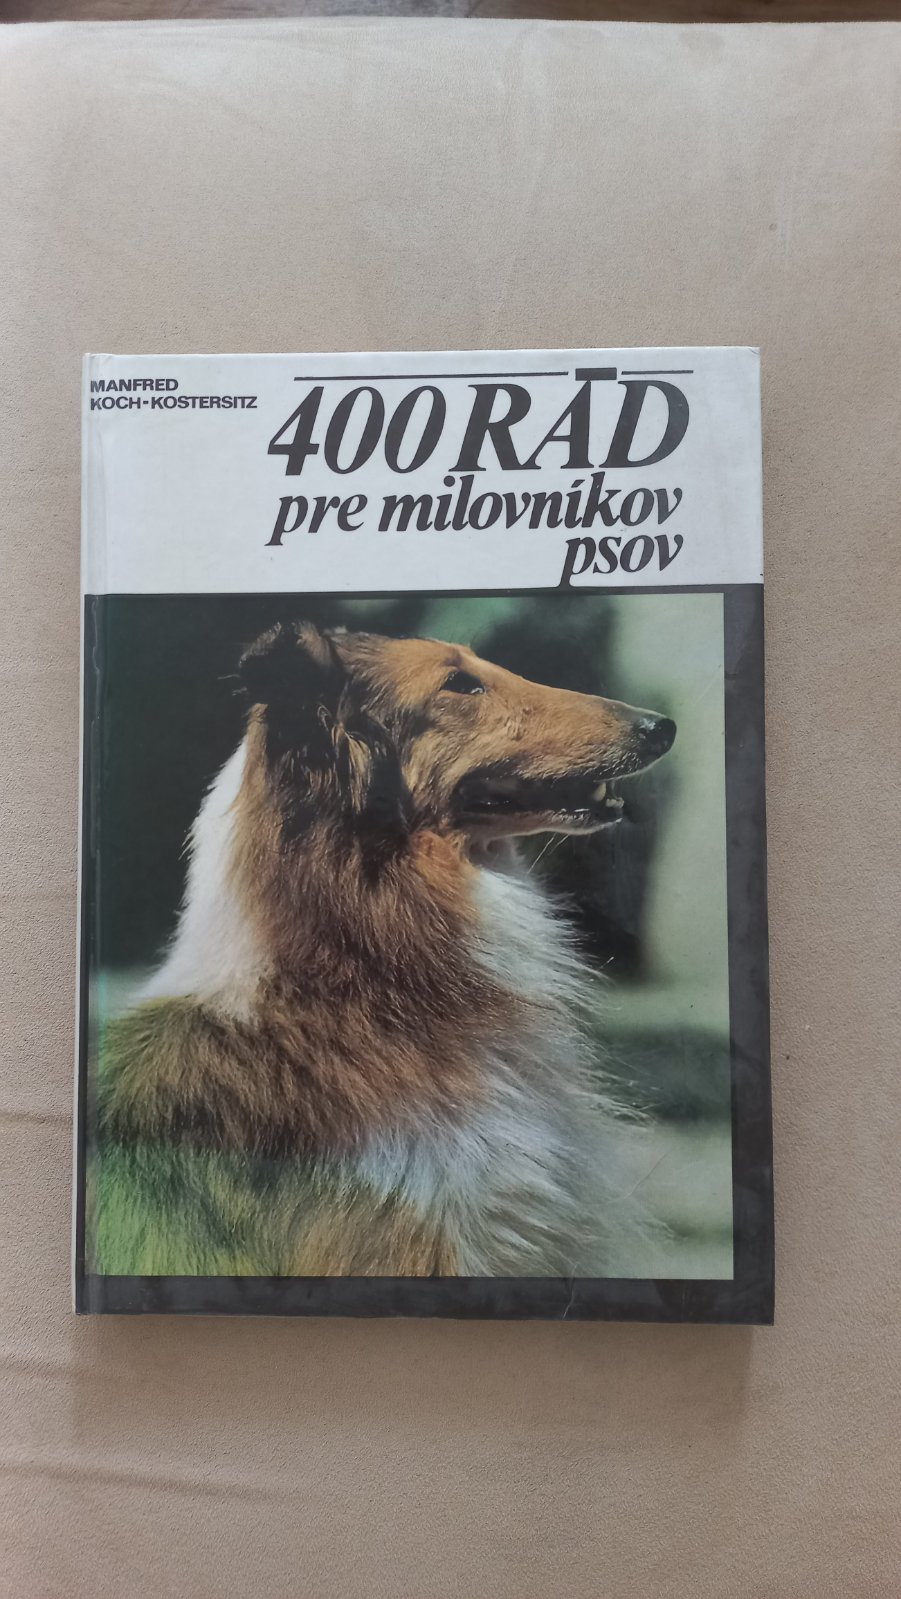 MANFRED
KOCH-KOSTERSITZ
400 RÁD
pre milovníkov
psov